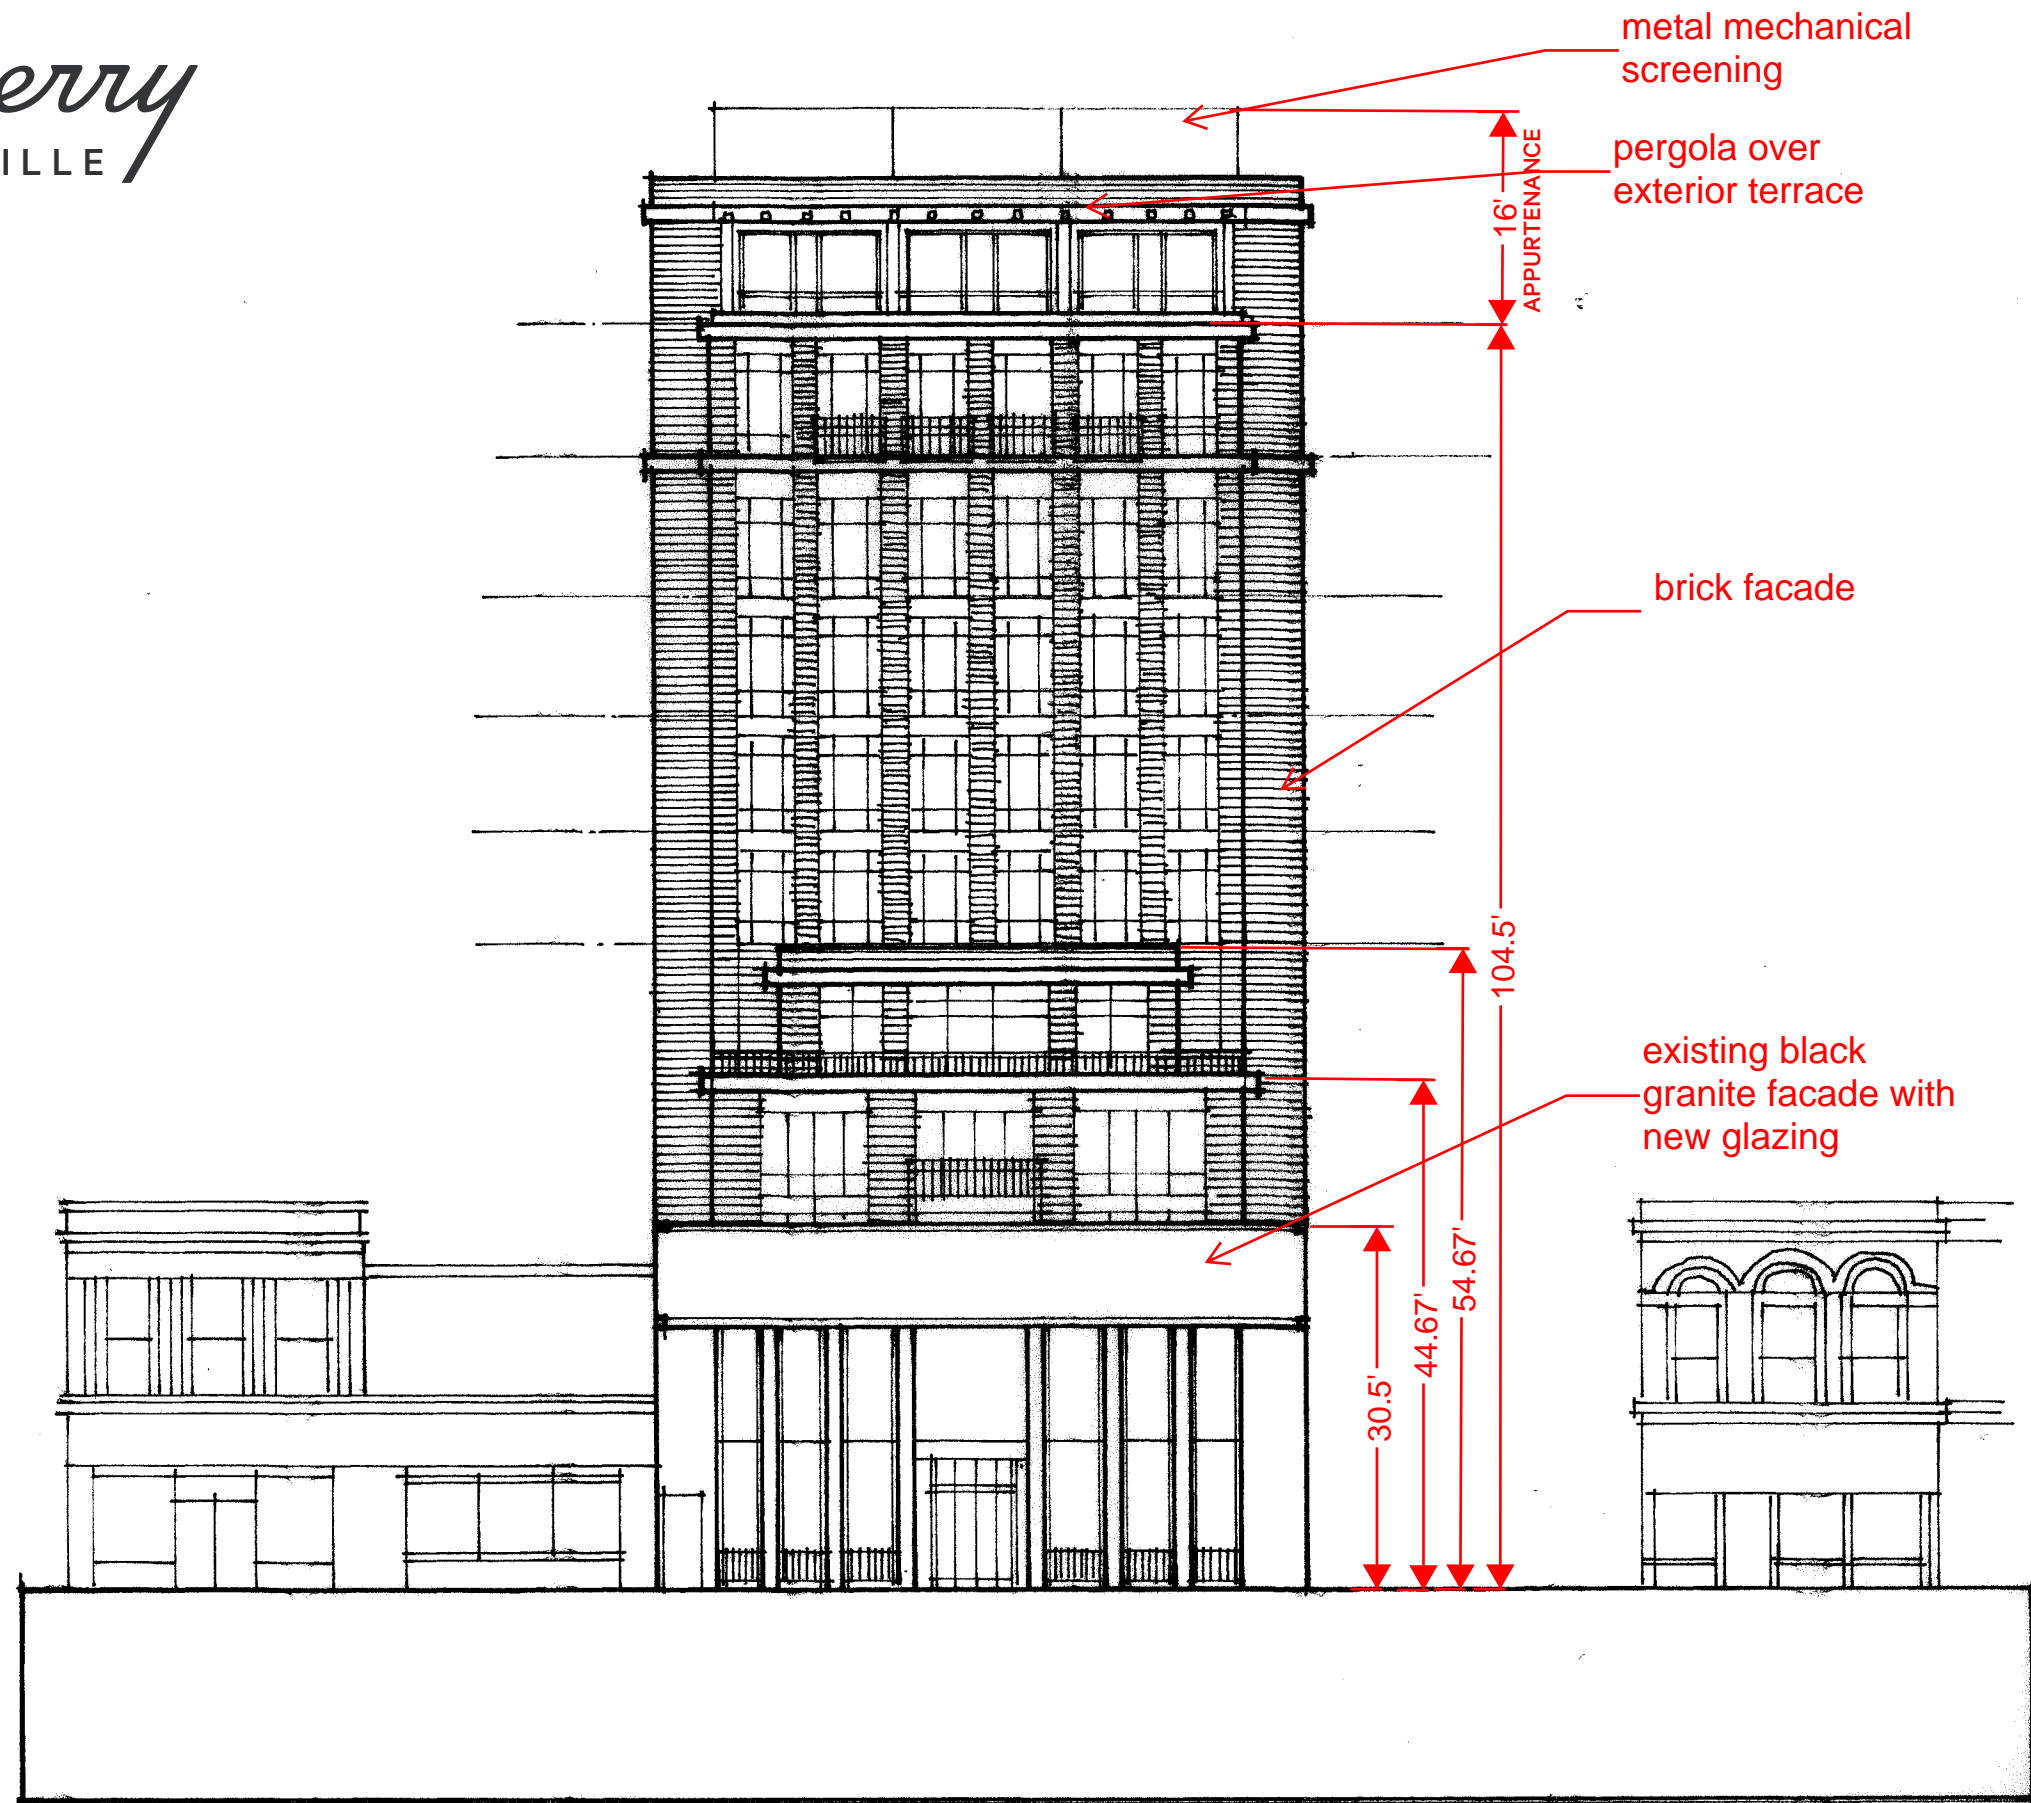 erry
ILLE
metal mechanical
screening
pergola over
exterior terrace
16'
APPURTENANCE
brick facade
104.5'
existing black
granite facade with
new glazing
54.67'
44.67'
30.5'